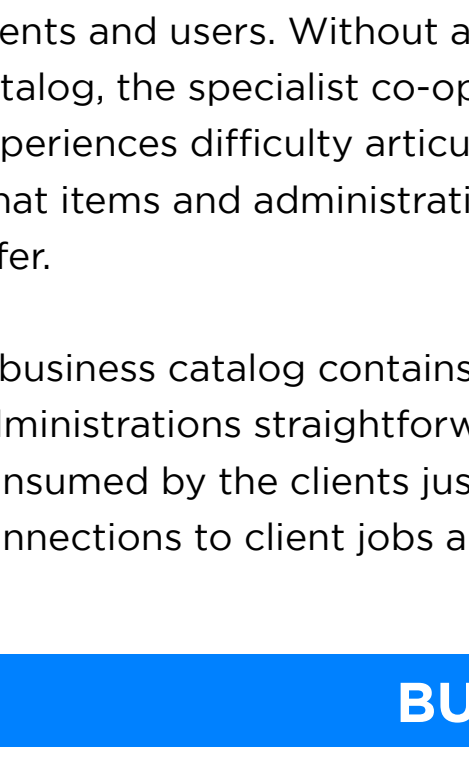 ents and users. Without a
talog, the specialist co-op
periences difficulty articu
hat items and administrati
fer.
business catalog contains
dministrations straightforw
nsumed by the clients jus
nnections to client jobs a
BU